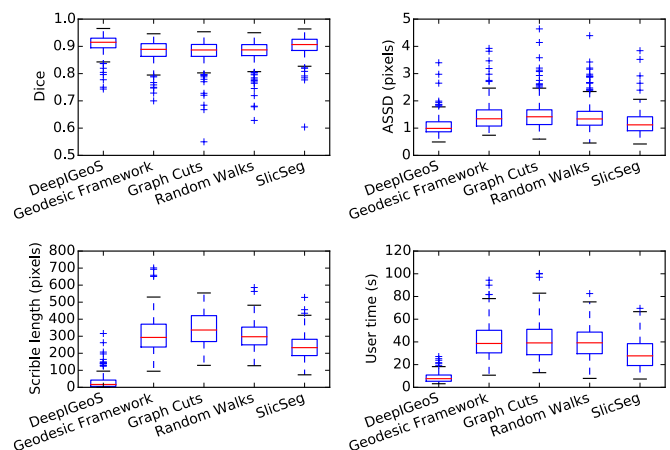 1.0
0.9
0.8
0.7
0.6
0.5
Dice
DeepIGeoS
Geodesic Framework
Graph Cuts
Random Walks
SlicSeg
5
4
3
2
1
0
ASSD (pixels)
DeepIGeoS
Geodesic Framework
Graph Cuts
Random Walks
SlicSeg
800
700
600
500
400
300
200
100
0
Scrible length (pixels)
DeepIGeoS
Geodesic Framework
Graph Cuts
Random Walks
SlicSeg
120
100
80
60
40
20
0
User time (s)
DeepIGeoS
Geodesic Framework
Graph Cuts
Random Walks
SlicSeg